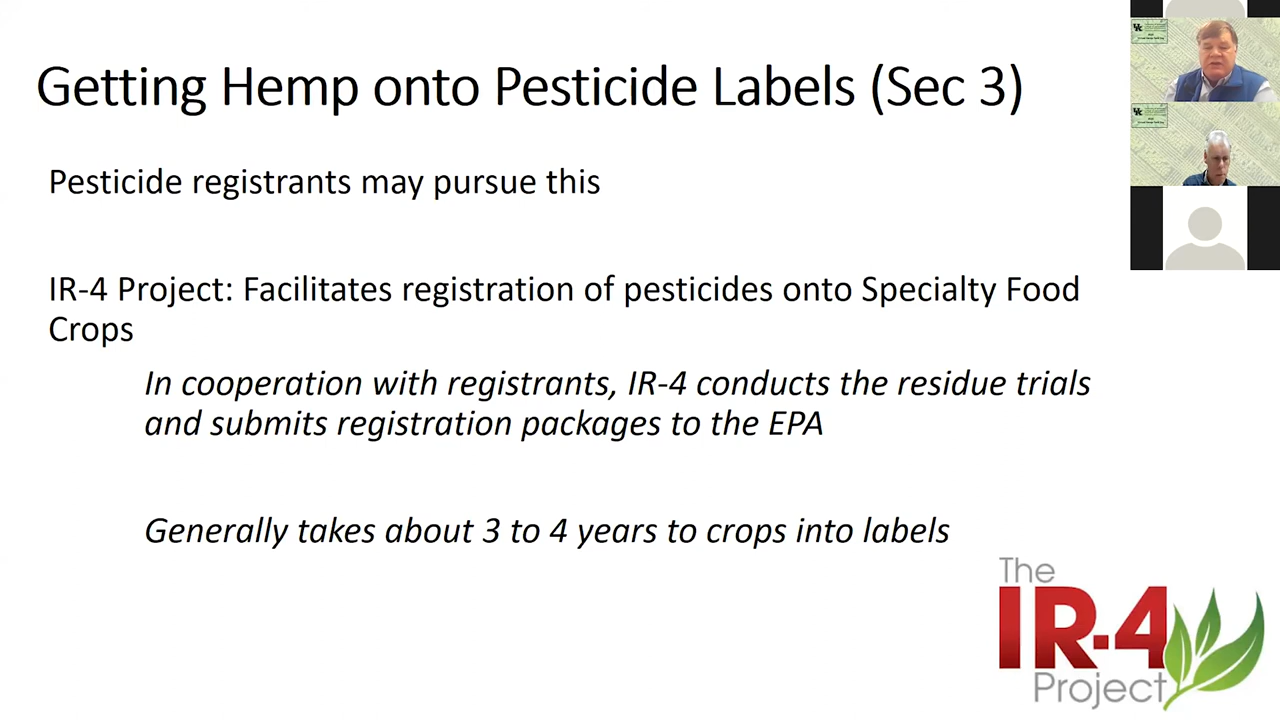 Getting Hemp onto Pesticide Labels (Sec 3)
Pesticide registrants may pursue this
IR-4 Project: Facilitates registration of pesticides onto Specialty Food
Crops
In cooperation with registrants, IR-4 conducts the residue trials
and submits registration packages to the EPA
Generally takes about 3 to 4 years to crops into labels
The
IR-4
Project